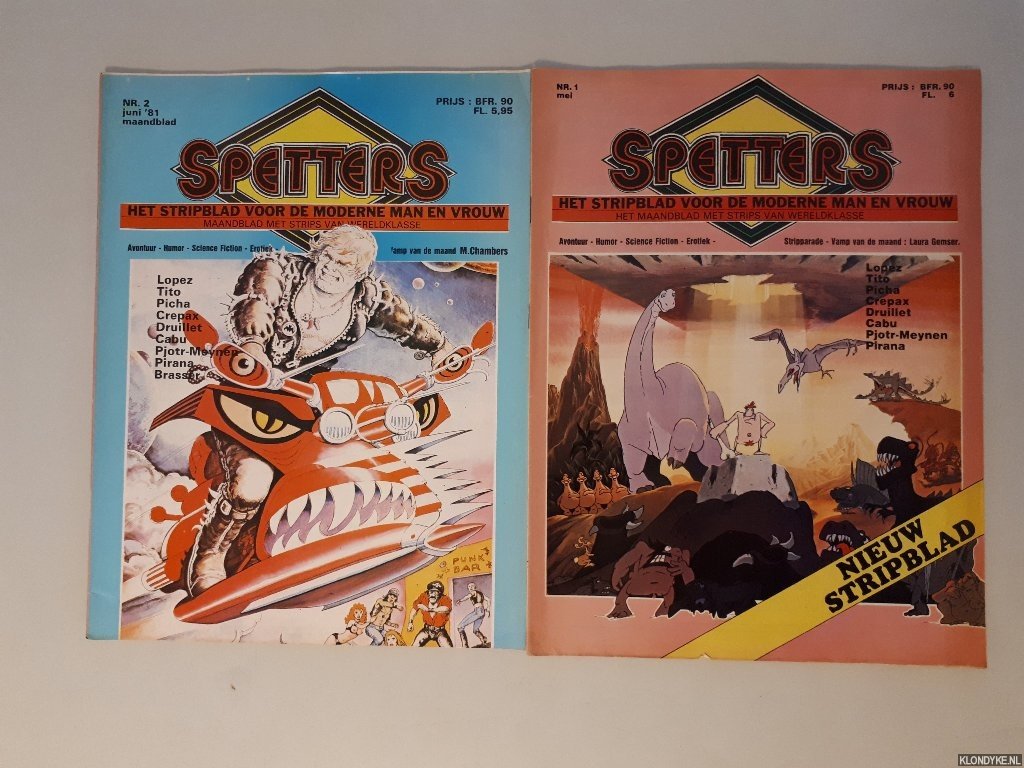 NR. 2
juni '81
maandblad
PRIJS : BFR. 90
FL. 5,95
SPETTERS
HET STRIPBLAD VOOR DE MODERNE MAN EN VROUW
MAANDBLAD MET STRIPS VAN WERELDKLASSE
Avontuur - Humor - Science Fiction - Erotiek -
Vamp van de maand M.Chambers
Lopez
Tito
Picha
Crepax
Druillet
Cabu
Pjotr-Meynen
Pirana
Brasser
PUNK
BAR
NR. 1
mei
PRIJS : BFR. 90
FL. 6
SPETTERS
HET STRIPBLAD VOOR DE MODERNE MAN EN VROUW
HET MAANDBLAD MET STRIPS VAN WERELDKLASSE
Avontuur - Humor - Science Fiction - Erotiek -
Stripparade - Vamp van de maand : Laura Gemser.
Lopez
Tito
Picha
Crepax
Druillet
Cabu
Pjotr-Meynen
Pirana
NIEUW
STRIPBLAD
KLONDYKE.NL